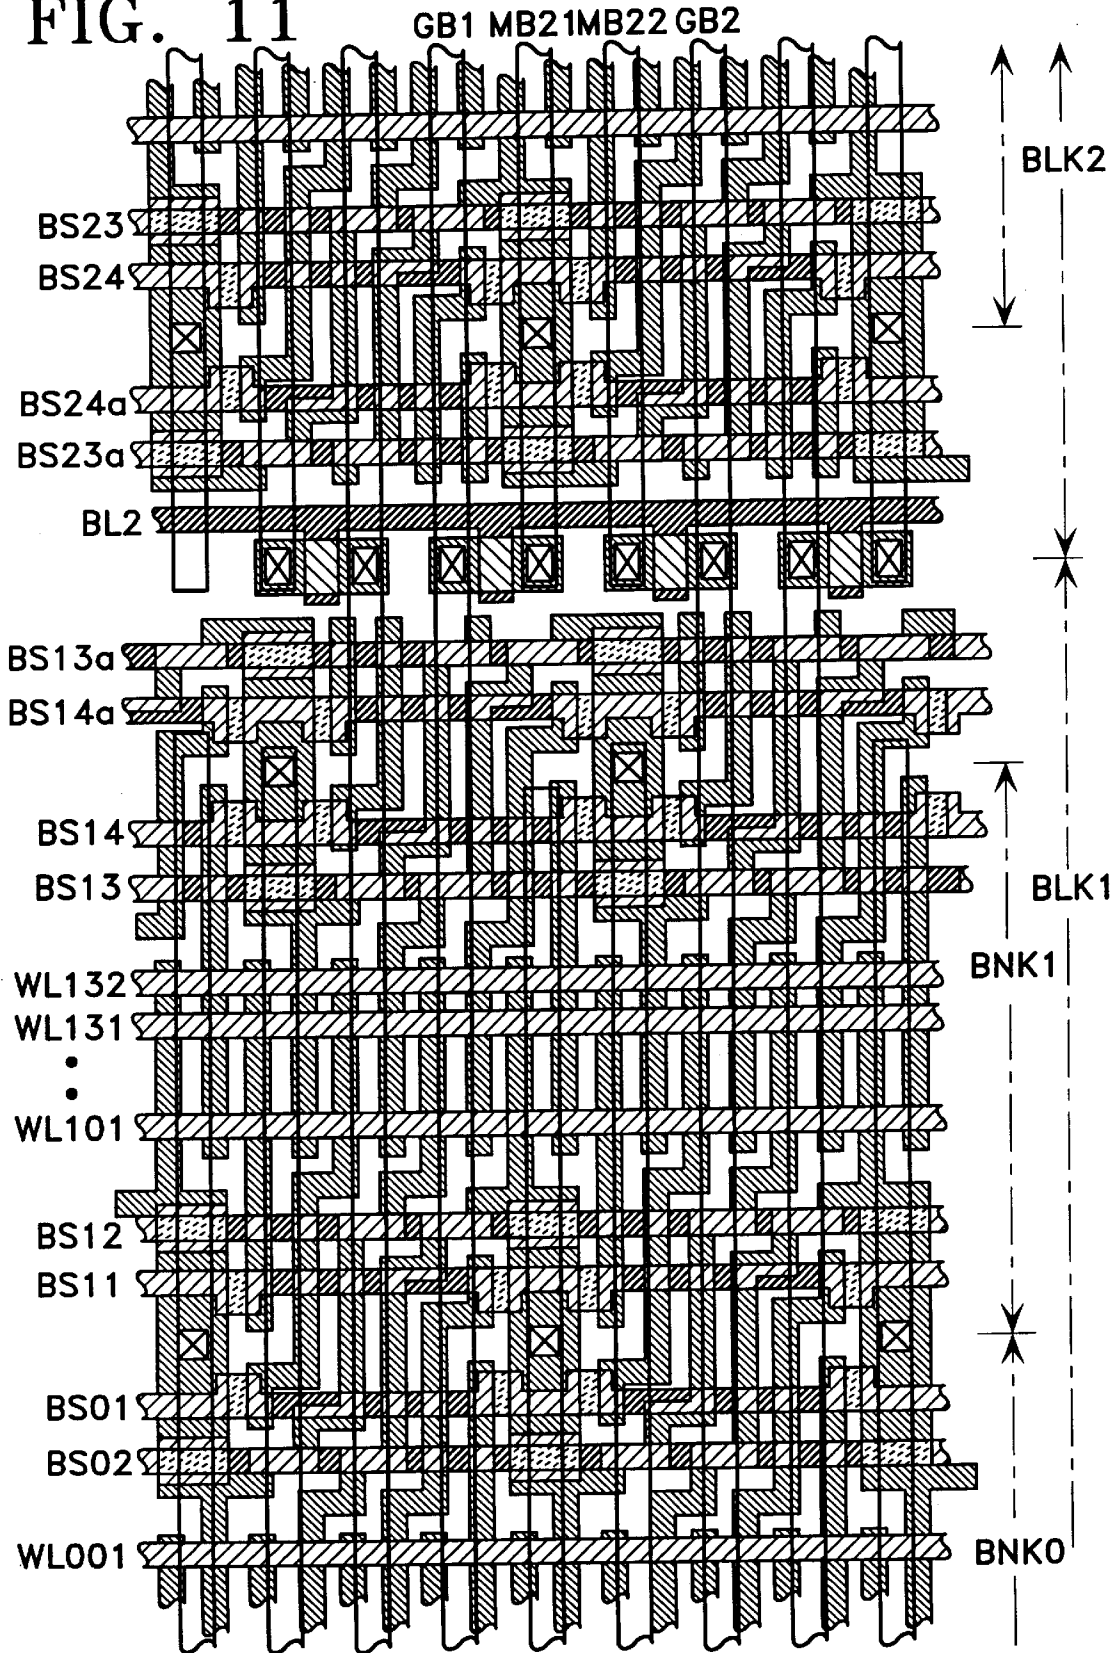 FIG. 11
GB1 MB21MB22 GB2
BLK2
BS23
BS24
BS24a
BS23a
BL2
BS13a
BS14a
BS14
BS13
BLK1
BNK1
WL132
WL131
WL101
BS12
BS11
BS01
BS02
WL001
BNK0